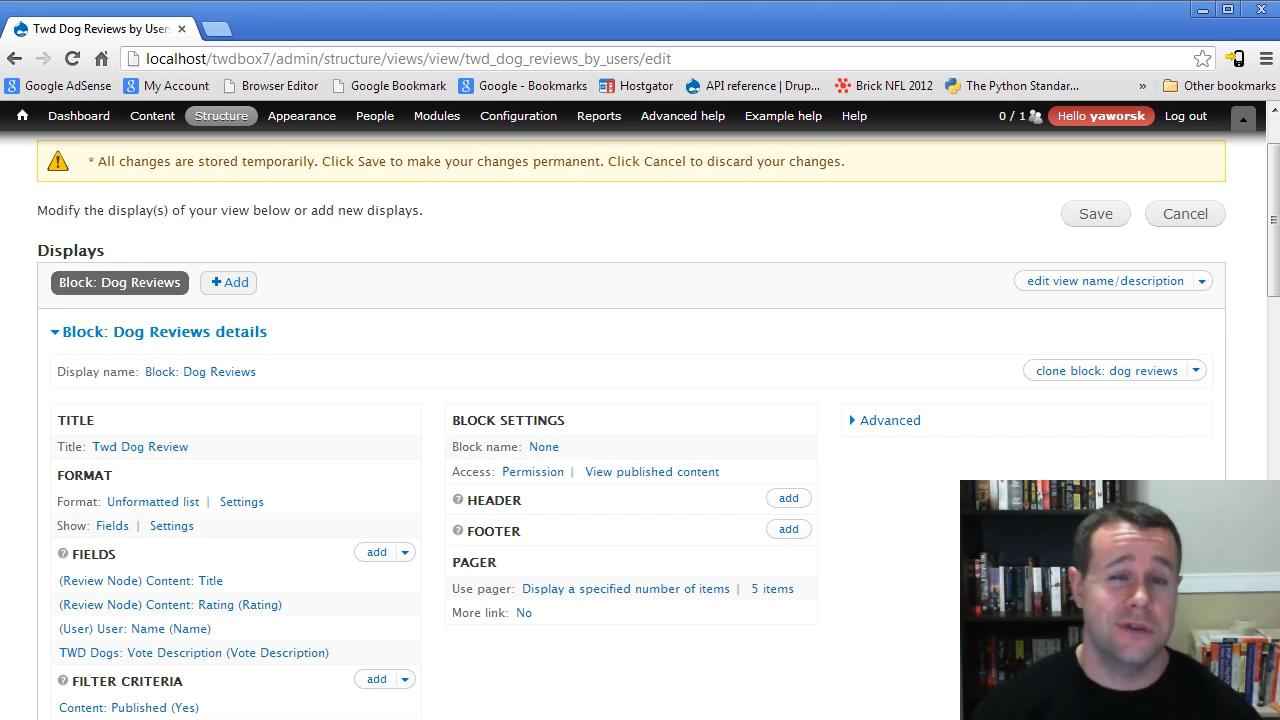 Twd Dog Reviews by User
localhost/twdbox7/admin/structure/views/view/twd_dog_reviews_by_users/edit
Google AdSense My Account Browser Editor Google Bookmark Google - Bookmarks Hostgator API reference | Drup... Brick NFL 2012 The Python Standar... » Other bookmarks
Dashboard Content Structure Appearance People Modules Configuration Reports Advanced help Example help Help 0 / 1 Hello yaworsk Log out
* All changes are stored temporarily. Click Save to make your changes permanent. Click Cancel to discard your changes.
Modify the display(s) of your view below or add new displays.
Save Cancel
Displays
Block: Dog Reviews + Add edit view name/description
Block: Dog Reviews details
Display name: Block: Dog Reviews clone block: dog reviews
TITLE
Title: Twd Dog Review
FORMAT
Format: Unformatted list | Settings
Show: Fields | Settings
FIELDS add
(Review Node) Content: Title
(Review Node) Content: Rating (Rating)
(User) User: Name (Name)
TWD Dogs: Vote Description (Vote Description)
FILTER CRITERIA add
Content: Published (Yes)
BLOCK SETTINGS
Block name: None
Access: Permission | View published content
HEADER add
FOOTER add
PAGER
Use pager: Display a specified number of items | 5 items
More link: No
Advanced